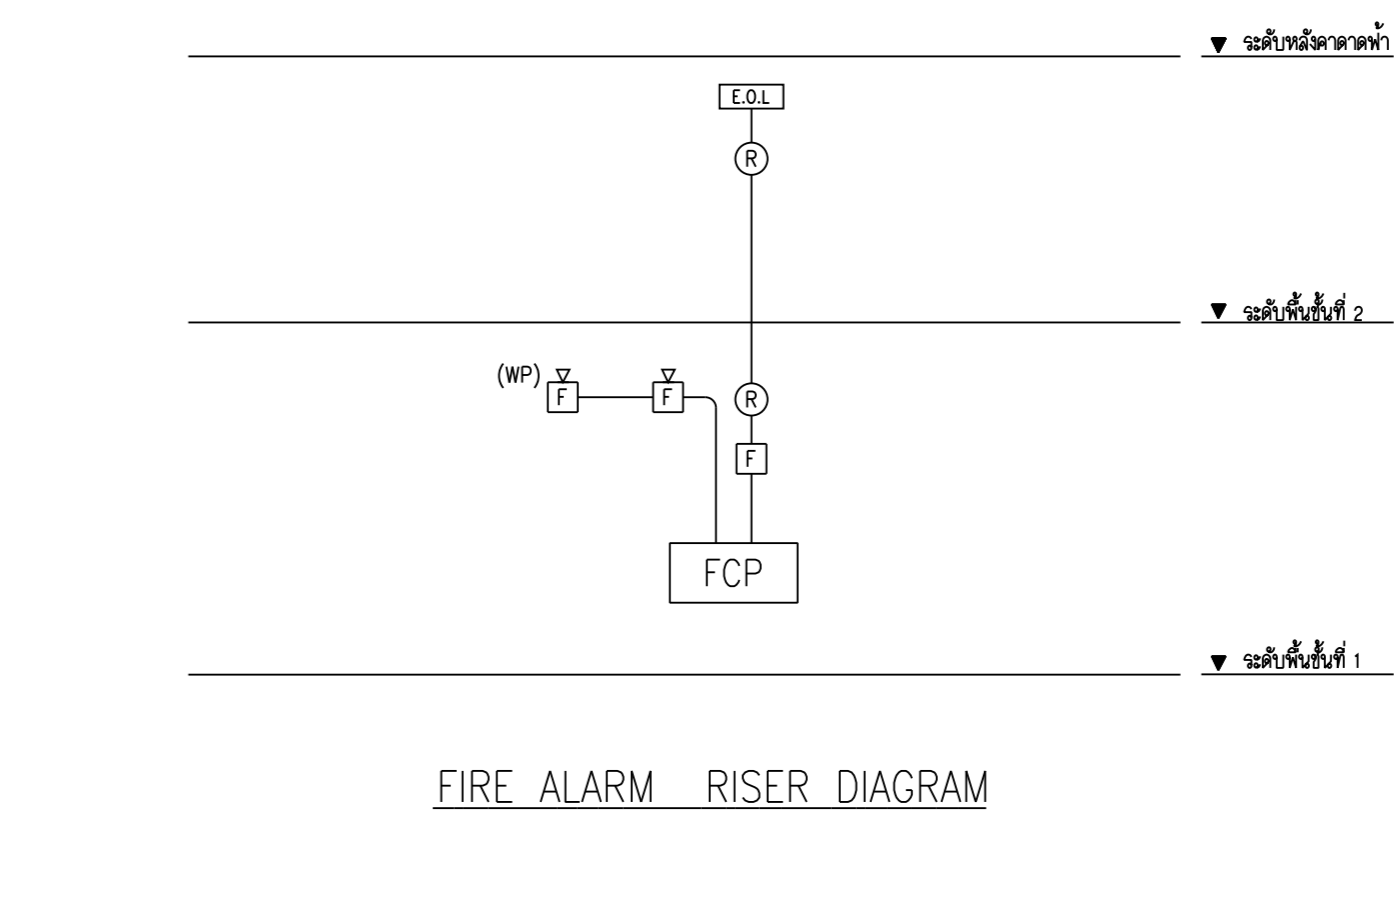 ระดับหลังคาดาดฟ้า
E.O.L
R
ระดับพื้นชั้นที่ 2
(WP) F F R
F
FCP
ระดับพื้นชั้นที่ 1
FIRE ALARM RISER DIAGRAM